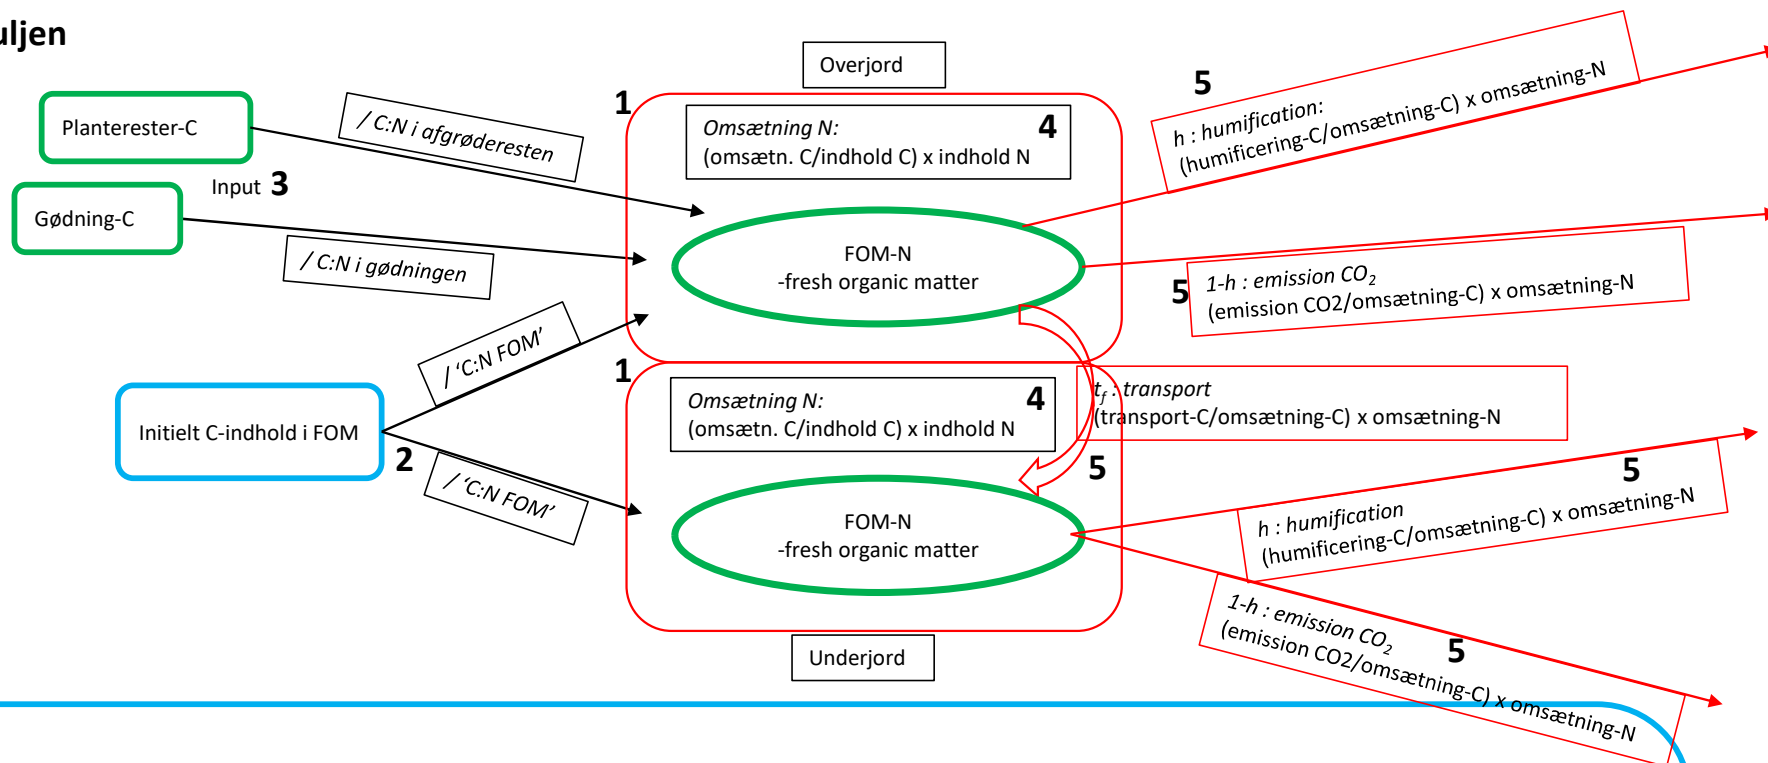 uljen
Overjord
Planterester-C
/ C:N i afgrøderesten
1
Omsætning N:
4
(omsætn. C/indhold C) x indhold N
5
h : humification:
(humificering-C/omsætning-C) x omsætning-N
Input 3
Gødning-C
/ C:N i gødningen
FOM-N
-fresh organic matter
5
1-h : emission CO2
(emission CO2/omsætning-C) x omsætning-N
/ ‘C:N FOM’
1
Initielt C-indhold i FOM
2
/ ‘C:N FOM’
Omsætning N:
4
(omsætn. C/indhold C) x indhold N
tf : transport
(transport-C/omsætning-C) x omsætning-N
5
FOM-N
-fresh organic matter
5
h : humification
(humificering-C/omsætning-C) x omsætning-N
1-h : emission CO2
5
(emission CO2/omsætning-C) x omsætning-N
Underjord